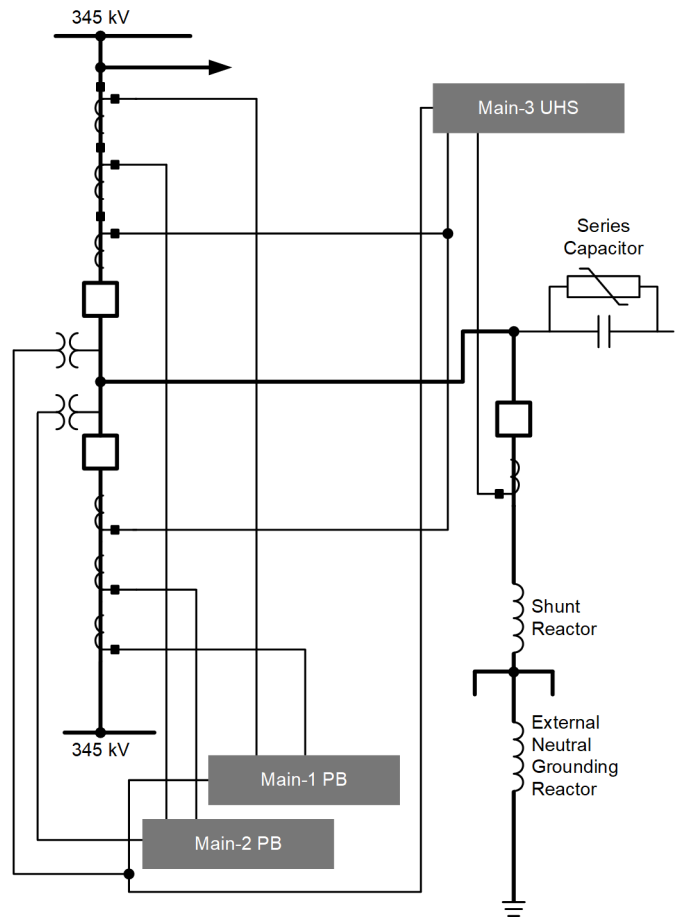 345 kV
Main-3 UHS
Series
Capacitor
Shunt
Reactor
External
Neutral
Grounding
Reactor
345 kV
Main-1 PB
Main-2 PB